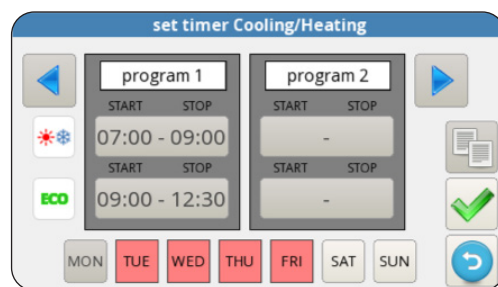 set timer Cooling/Heating
program 1
program 2
START STOP
START STOP
07:00 - 09:00
-
START STOP
START STOP
ECO
09:00 - 12:30
-
MON TUE WED THU FRI SAT SUN